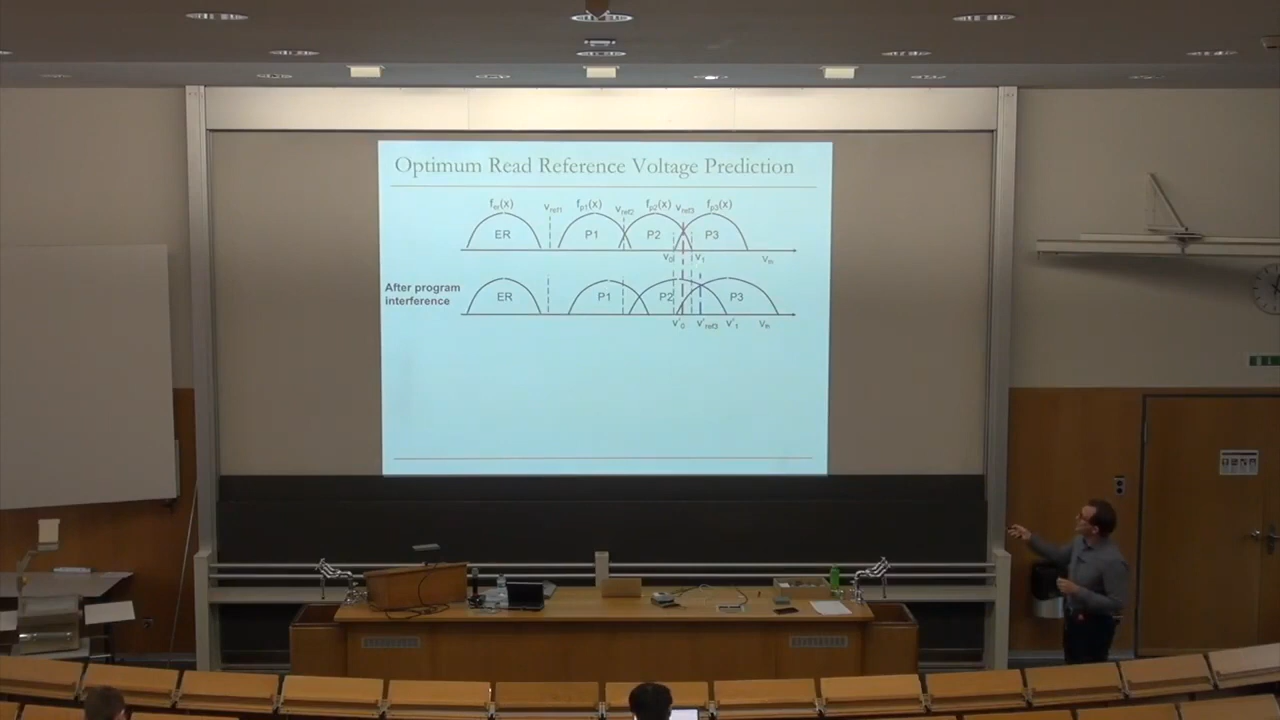 Optimum Read Reference Voltage Prediction
fer(x) vref1 fp1(x) vref2 fp2(x) vref3 fp3(x)
ER P1 P2 P3
v0 v1 Vth
After program
interference
ER P1 P2 P3
v'0 v'ref3 v'1 Vth